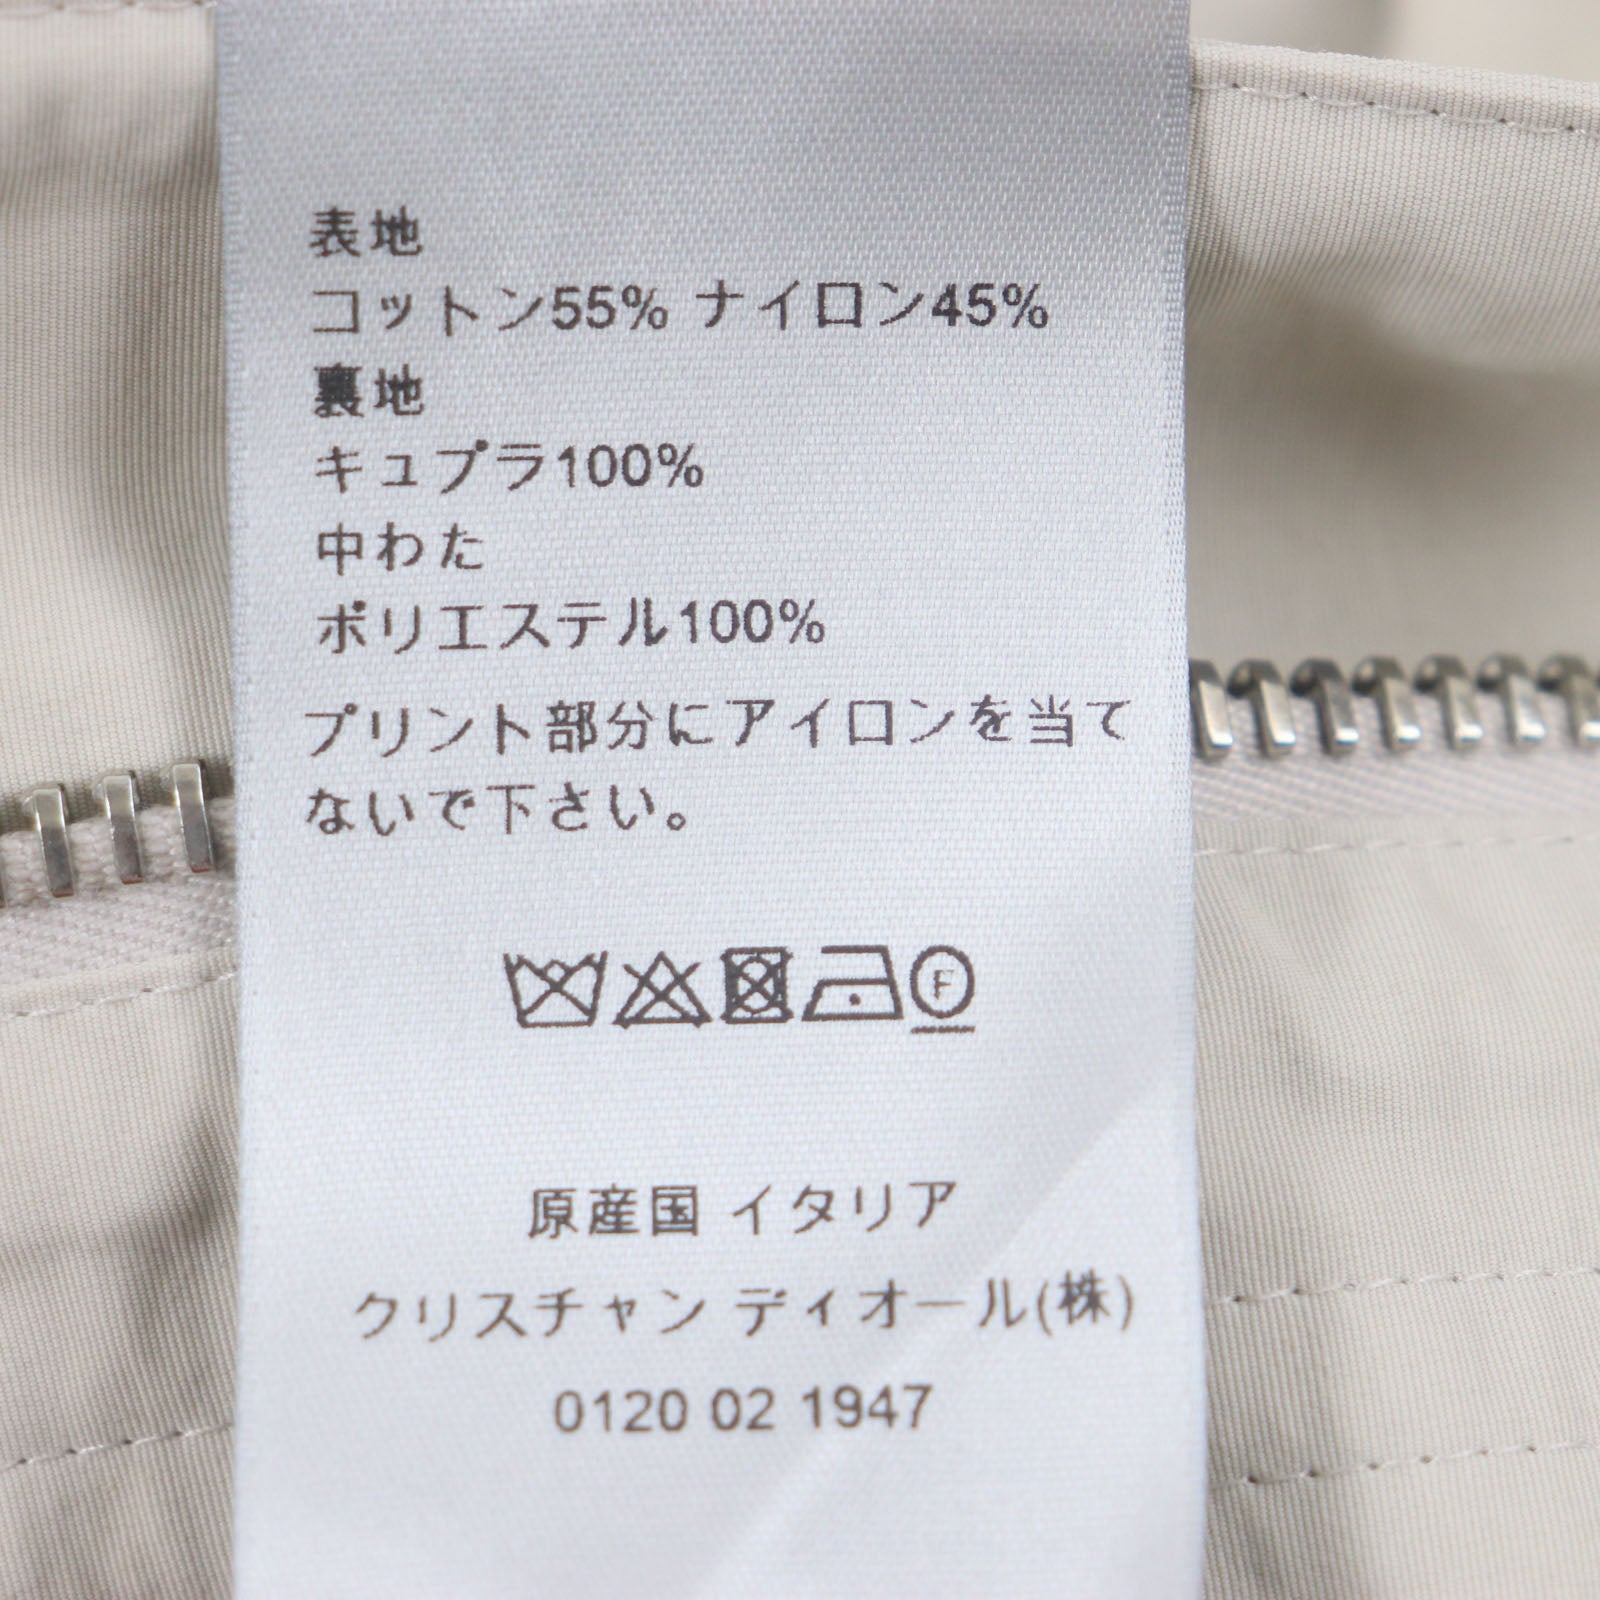 表地
コットン55% ナイロン45%
裏地
キュプラ100%
中わた
ポリエステル100%
プリント部分にアイロンを当て
ないで下さい。
F
原産国 イタリア
クリスチャン ディオール(株)
0120 02 1947